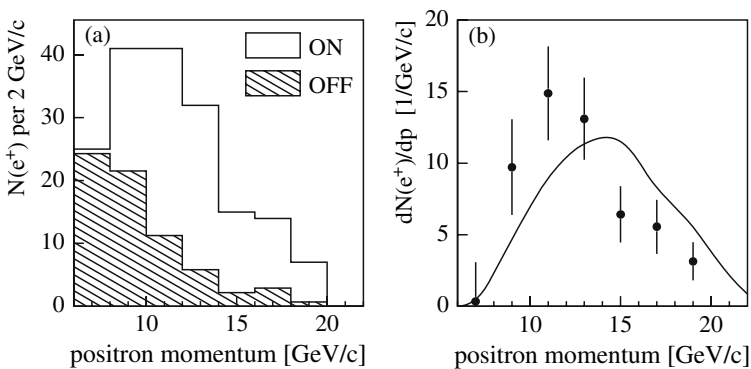 (a)
ON
OFF
N(e⁺) per 2 GeV/c
40
30
20
10
0
10
15
20
positron momentum [GeV/c]
(b)
dN(e⁺)/dp [1/GeV/c]
20
15
10
5
0
10
15
20
positron momentum [GeV/c]